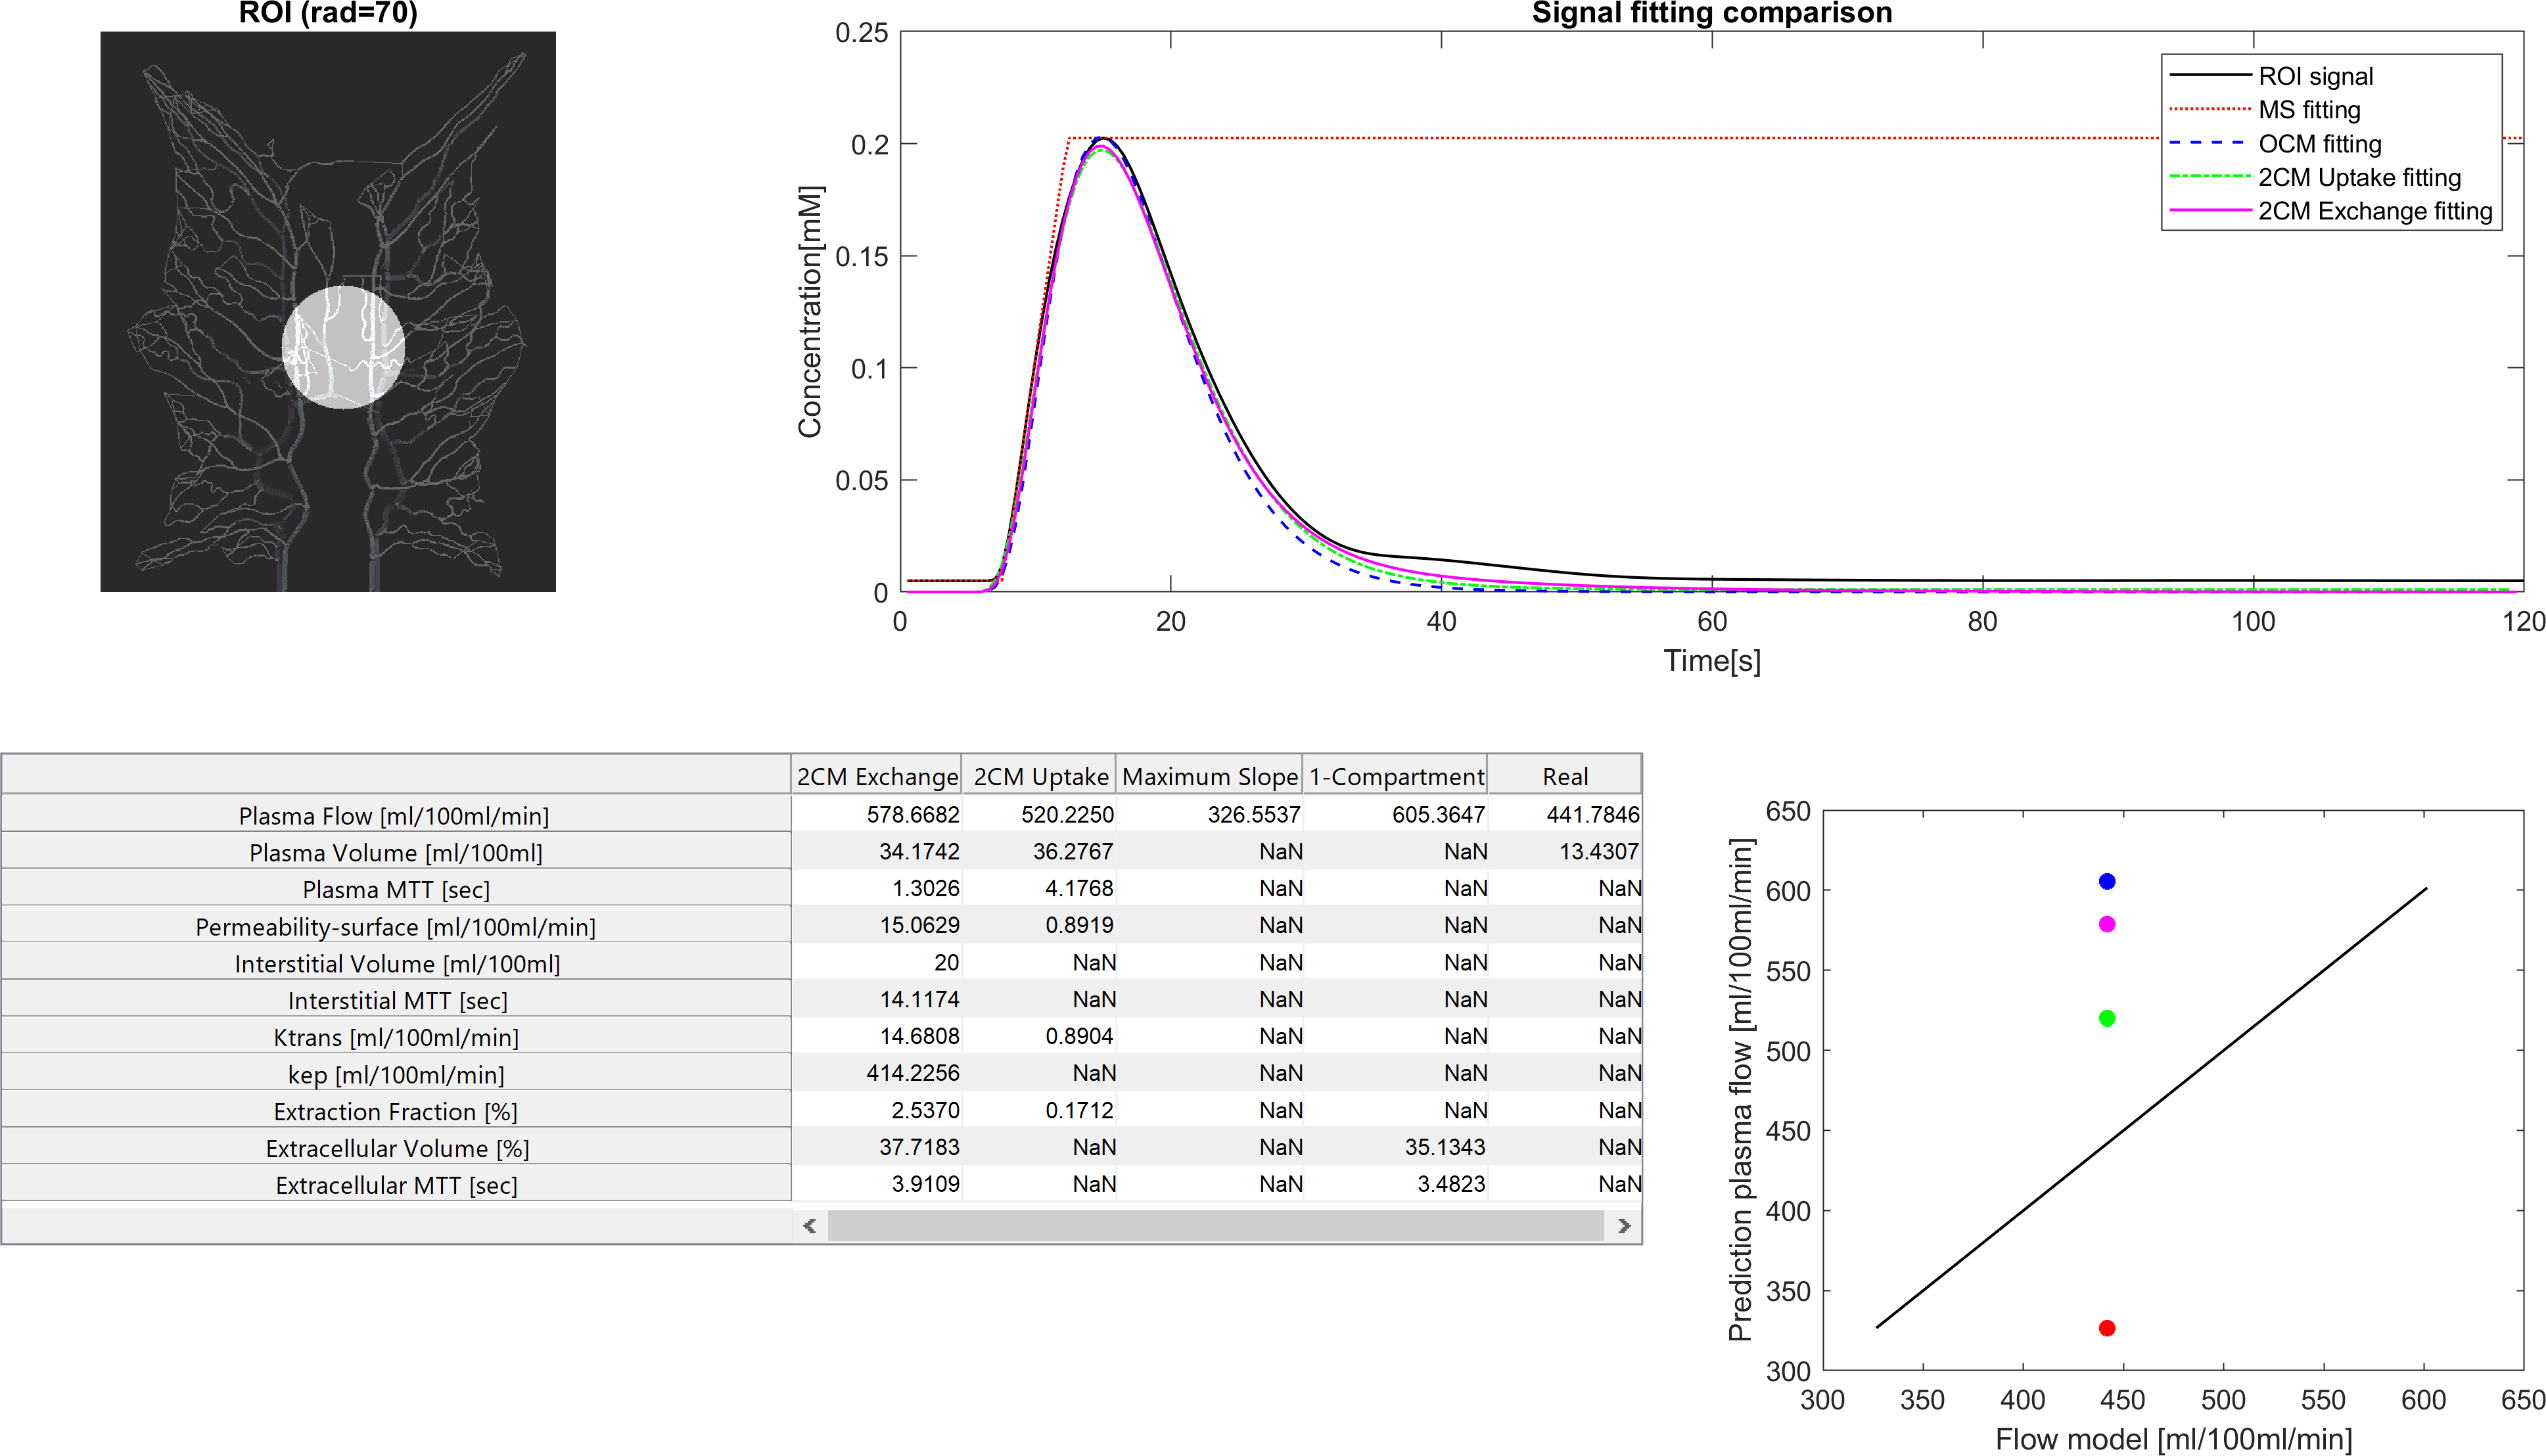 ROI (rad=70)
Signal fitting comparison
0.25
0.2
0.15
0.1
0.05
0
Concentration[mM]
0 20 40 60 80 100 120
Time[s]
ROI signal
MS fitting
OCM fitting
2CM Uptake fitting
2CM Exchange fitting
2CM Exchange 2CM Uptake Maximum Slope 1-Compartment Real
Plasma Flow [ml/100ml/min] 578.6682 520.2250 326.5537 605.3647 441.7846
Plasma Volume [ml/100ml] 34.1742 36.2767 NaN NaN 13.4307
Plasma MTT [sec] 1.3026 4.1768 NaN NaN NaN
Permeability-surface [ml/100ml/min] 15.0629 0.8919 NaN NaN NaN
Interstitial Volume [ml/100ml] 20 NaN NaN NaN NaN
Interstitial MTT [sec] 14.1174 NaN NaN NaN NaN
Ktrans [ml/100ml/min] 14.6808 0.8904 NaN NaN NaN
kep [ml/100ml/min] 414.2256 NaN NaN NaN NaN
Extraction Fraction [%] 2.5370 0.1712 NaN NaN NaN
Extracellular Volume [%] 37.7183 NaN NaN 35.1343 NaN
Extracellular MTT [sec] 3.9109 NaN NaN 3.4823 NaN
650
600
550
500
450
400
350
300
Prediction plasma flow [ml/100ml/min]
300 350 400 450 500 550 600 650
Flow model [ml/100ml/min]